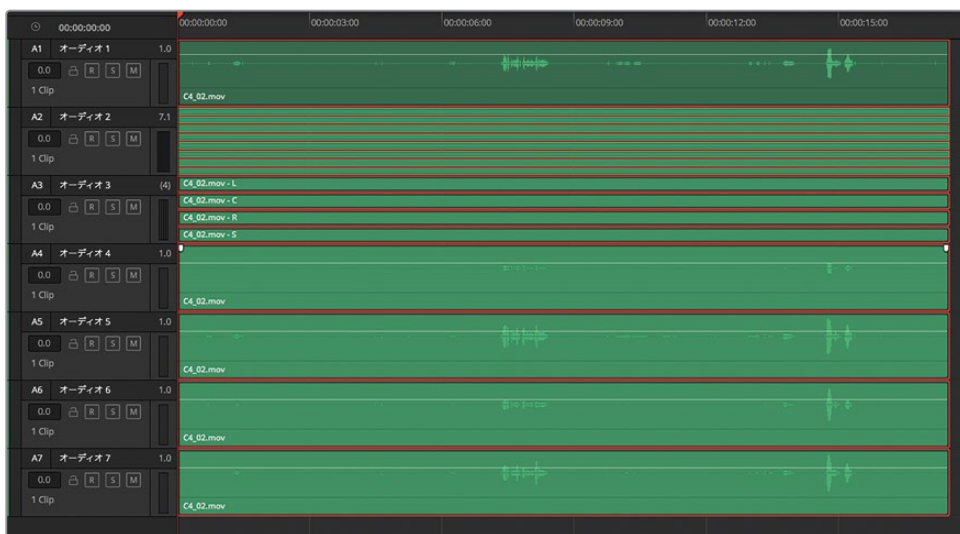 00:00:00:00
00:00:00:00 00:00:03:00 00:00:06:00 00:00:09:00 00:00:12:00 00:00:15:00
A1 オーディオ 1 1.0
0.0 R S M
1 Clip
C4_02.mov
A2 オーディオ 2 7.1
0.0 R S M
1 Clip
A3 オーディオ 3 (4)
0.0 R S M
1 Clip
C4_02.mov - L
C4_02.mov - C
C4_02.mov - R
C4_02.mov - S
A4 オーディオ 4 1.0
0.0 R S M
1 Clip
C4_02.mov
A5 オーディオ 5 1.0
0.0 R S M
1 Clip
C4_02.mov
A6 オーディオ 6 1.0
0.0 R S M
1 Clip
C4_02.mov
A7 オーディオ 7 1.0
0.0 R S M
1 Clip
C4_02.mov